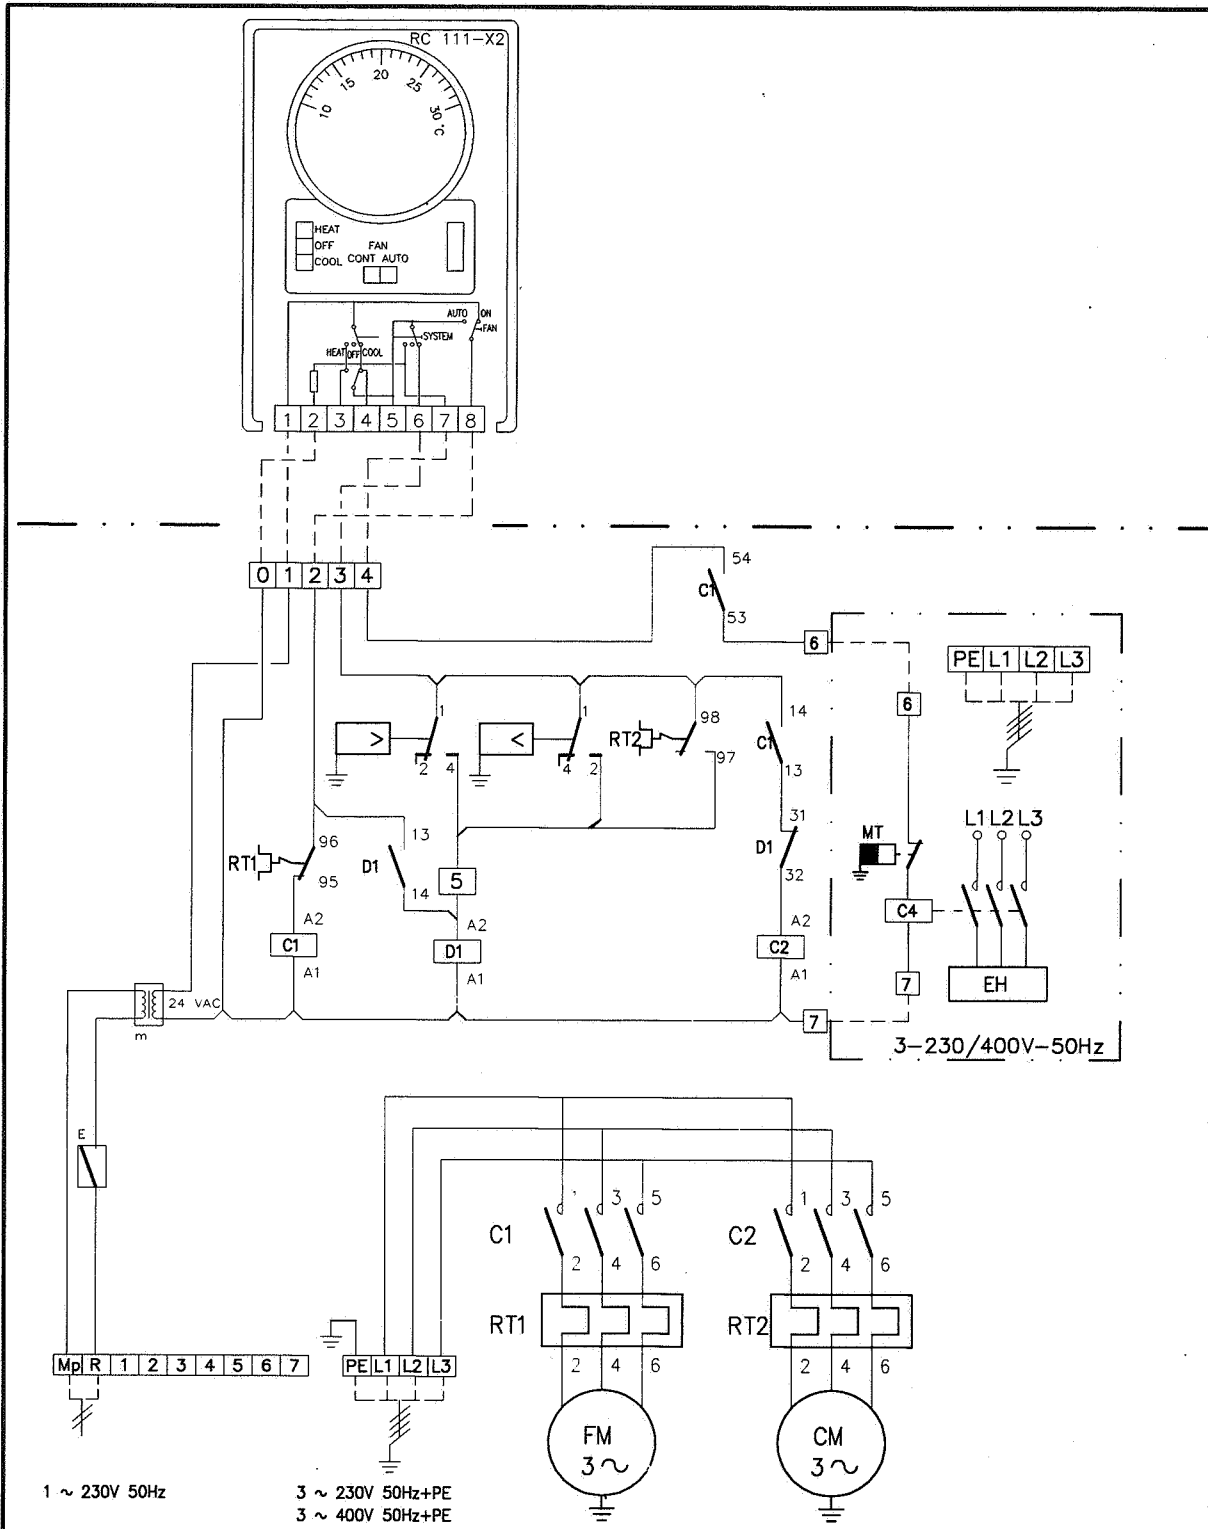 RC 111-X2
10 15 20 25 30 °C
HEAT
OFF
COOL
FAN
CONT AUTO
AUTO ON
FAN
SYSTEM
HEAT OFF COOL
1 2 3 4 5 6 7 8
0 1 2 3 4
54
C1
53
6
PE L1 L2 L3
6
1
1
98
14
>
<
RT2
C1
2 4
4 2
97
13
31
L1 L2 L3
96
13
D1
MT
RT1
D1
32
95
14
5
A2
A2
A2
C4
C1
D1
C2
A1
A1
A1
7
EH
24 VAC
m
7
3-230/400V-50Hz
E
1 3 5
1 3 5
C1
C2
2 4 6
2 4 6
RT1
RT2
Mp R 1 2 3 4 5 6 7
PE L1 L2 L3
2 4 6
2 4 6
FM
3 ~
CM
3 ~
1 ~ 230V 50Hz
3 ~ 230V 50Hz+PE
3 ~ 400V 50Hz+PE